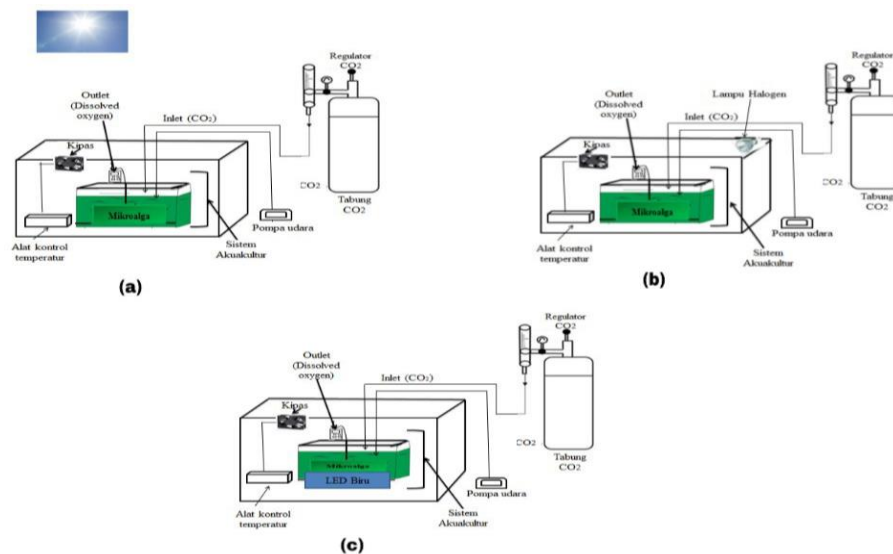 Regulator
CO2
Outlet
(Dissolved
oxygen)
Inlet (CO2)
Kipas
CO2
Mikroalga
Tabung
CO2
Pompa udara
Alat kontrol
temperatur
Sistem
Akuakultur
(a)
Regulator
CO2
Lampu Halogen
Outlet
(Dissolved
oxygen)
Inlet (CO2)
Kipas
CO2
Mikroalga
Tabung
CO2
Pompa udara
Alat kontrol
temperatur
Sistem
Akuakultur
(b)
Regulator
CO2
Outlet
(Dissolved
oxygen)
Inlet (CO2)
Kipas
CO2
Mikroalga
LED Biru
Tabung
CO2
Pompa udara
Alat kontrol
temperatur
Sistem
Akuakultur
(c)